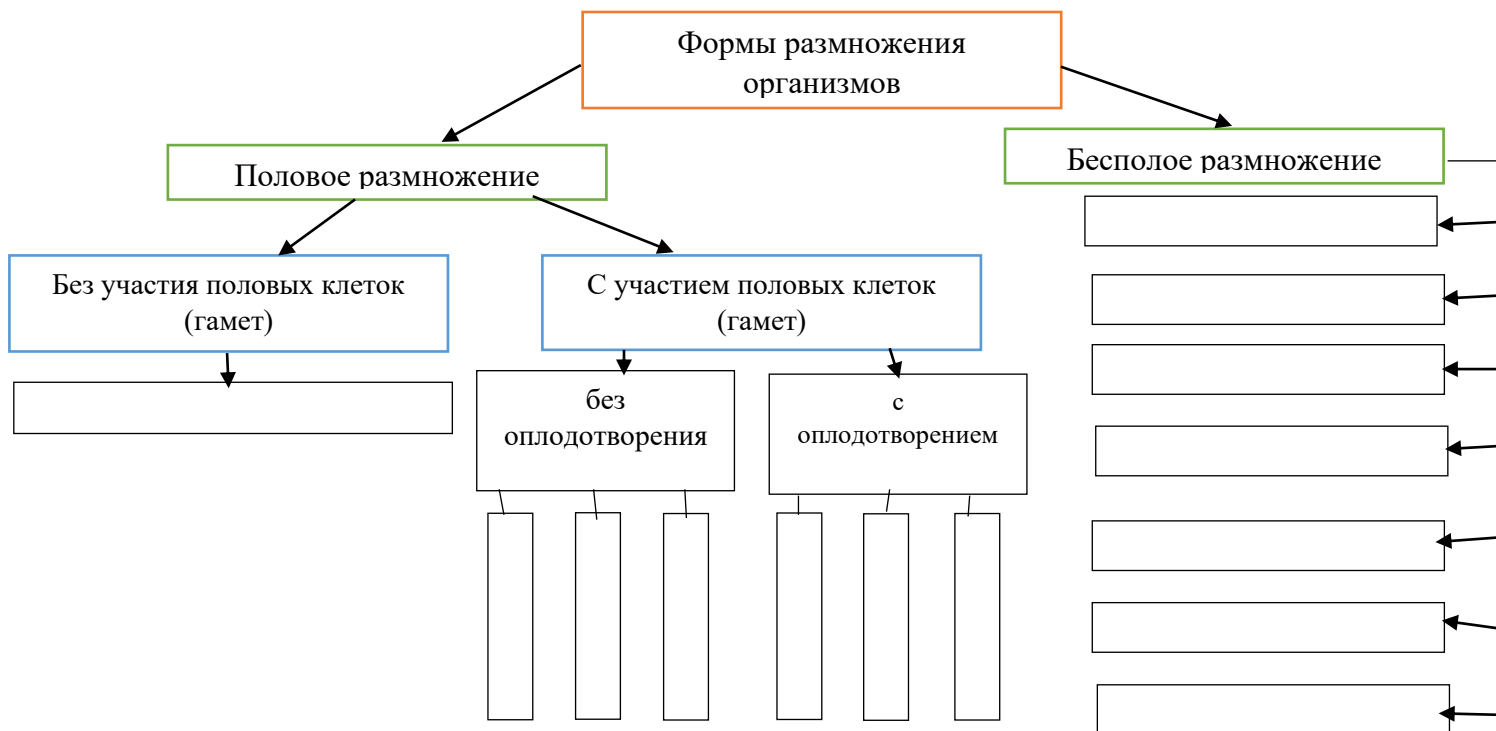 Формы размножения
организмов
Половое размножение
Бесполое размножение
Без участия половых клеток
(гамет)
С участием половых клеток
(гамет)
без
оплодотворения
с
оплодотворением